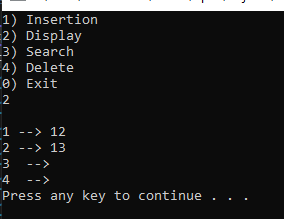 1) Insertion
2) Display
3) Search
4) Delete
0) Exit
2
1 --> 12
2 --> 13
3  -->
4  -->
Press any key to continue . . .